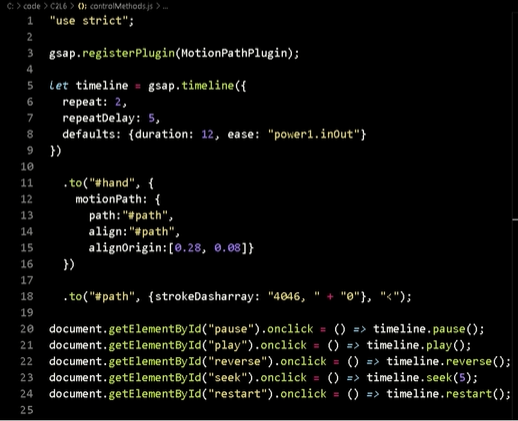 C: > code > C2L6 > controlMethods.js > ...
1 "use strict";
2
3 gsap.registerPlugin(MotionPathPlugin);
4
5 let timeline = gsap.timeline({
6 repeat: 2,
7 repeatDelay: 5,
8 defaults: {duration: 12, ease: "power1.inOut"}
9 })
10
11 .to("#hand", {
12 motionPath: {
13 path:"#path",
14 align:"#path",
15 alignOrigin:[0.28, 0.08]}
16 })
17
18 .to("#path", {strokeDasharray: "4046, " + "0"}, "<");
19
20 document.getElementById("pause").onclick = () => timeline.pause();
21 document.getElementById("play").onclick = () => timeline.play();
22 document.getElementById("reverse").onclick = () => timeline.reverse();
23 document.getElementById("seek").onclick = () => timeline.seek(5);
24 document.getElementById("restart").onclick = () => timeline.restart();
25